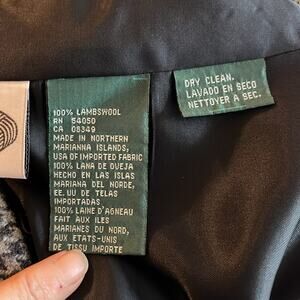 100% LAMBSWOOL
RN 54050
CA 08349
MADE IN NORTHERN
MARIANNA ISLANDS,
USA OF IMPORTED FABRIC
100% LANA DE OVEJA
HECHO EN LAS ISLAS
MARIANA DEL NORDE,
EE.UU DE TELAS
IMPORTADAS
100% LAINE D'AGNEAU
FAIT AUX ILES
MARIANES DU NORD,
AUX ETATS-UNIS
DE TISSU IMPORTE
DRY CLEAN.
LAVADO EN SECO
NETTOYER A SEC.